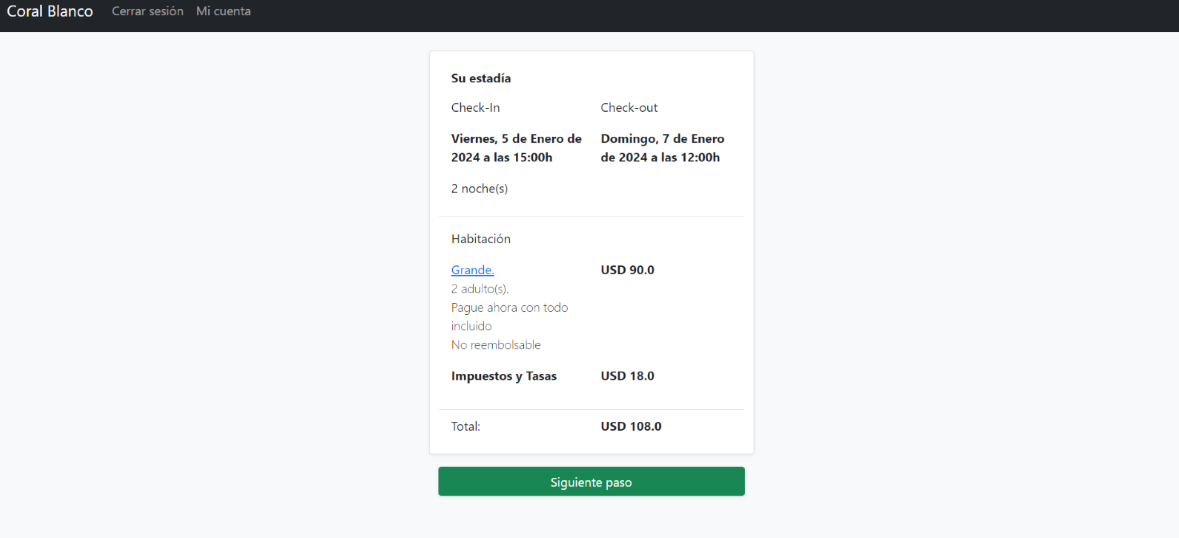 Coral Blanco Cerrar sesión Mi cuenta
Su estadía
Check-In Check-out
Viernes, 5 de Enero de Domingo, 7 de Enero
2024 a las 15:00h de 2024 a las 12:00h
2 noche(s)
Habitación
Grande. USD 90.0
2 adulto(s).
Pague ahora con todo
incluido
No reembolsable
Impuestos y Tasas USD 18.0
Total: USD 108.0
Siguiente paso